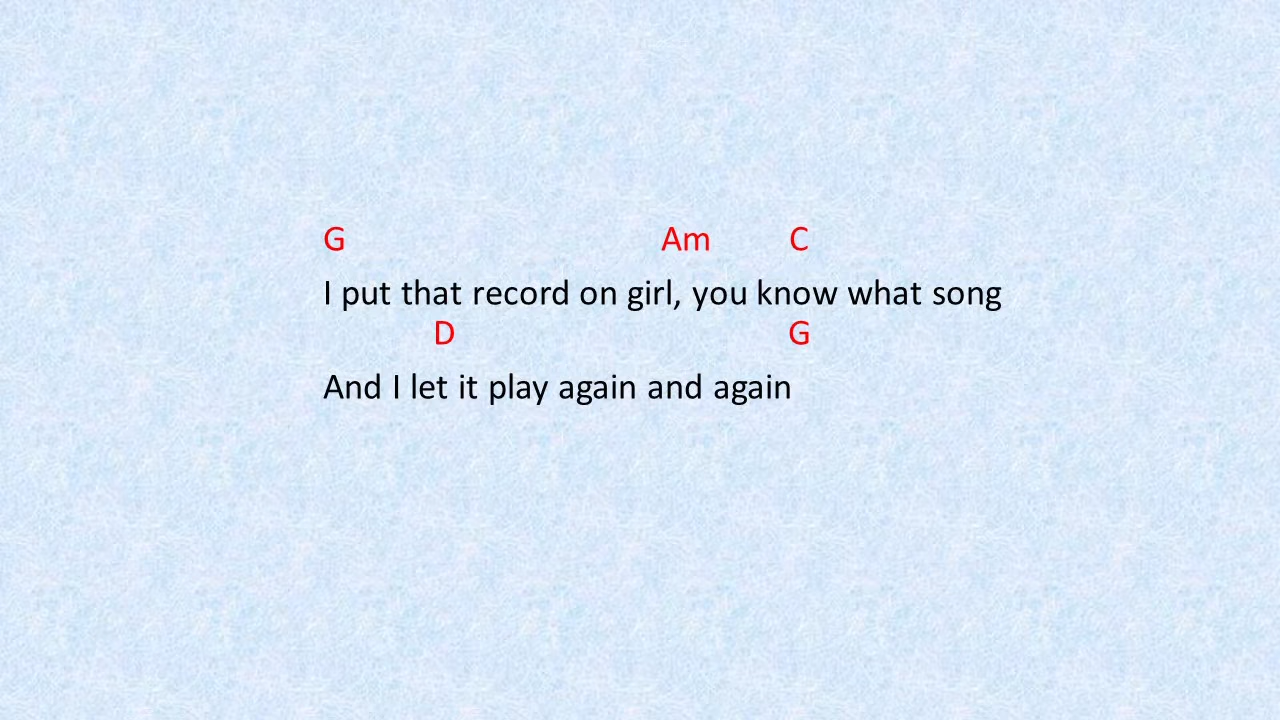 G Am C
I put that record on girl, you know what song
D G
And I let it play again and again